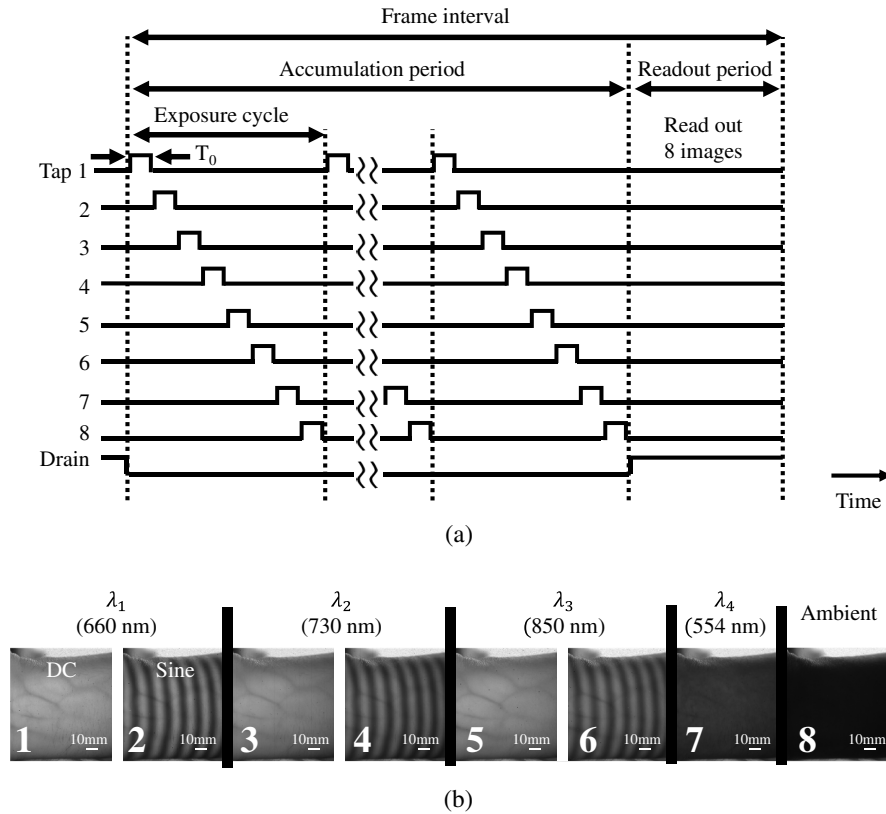 Frame interval
Accumulation period
Readout period
Exposure cycle
Read out
8 images
T₀
Tap 1
2
3
4
5
6
7
8
Drain
Time
(a)
λ₁
(660 nm)
λ₂
(730 nm)
λ₃
(850 nm)
λ₄
(554 nm)
Ambient
DC
Sine
1 10mm
2 10mm
3 10mm
4 10mm
5 10mm
6 10mm
7 10mm
8 10mm
(b)